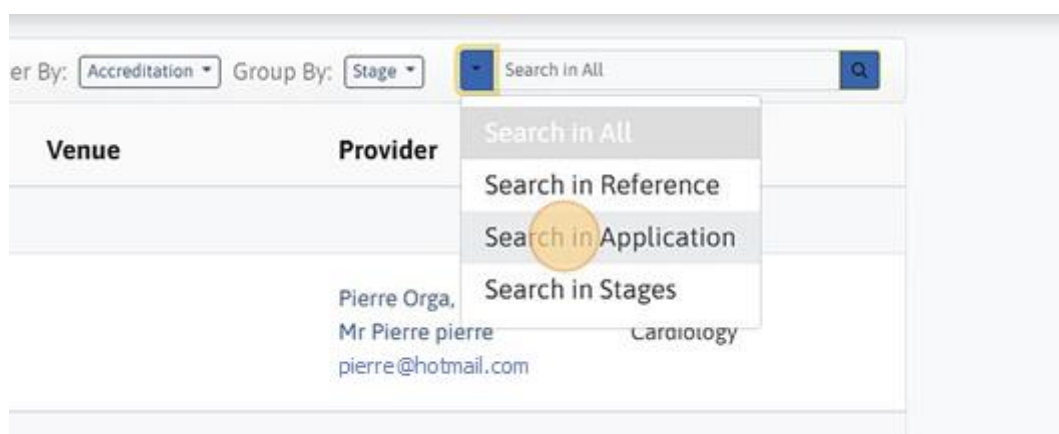 er By: Accreditation Group By: Stage Search in All
Venue Provider
Search in All
Search in Reference
Search in Application
Search in Stages
Pierre Orga,
Mr Pierre pierre Cardiology
pierre@hotmail.com